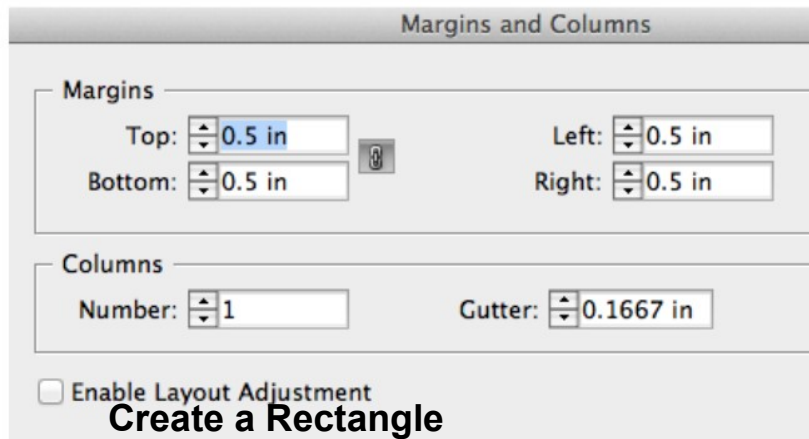 Margins and Columns
Margins
Top: 0.5 in Left: 0.5 in
Bottom: 0.5 in Right: 0.5 in
Columns
Number: 1 Gutter: 0.1667 in
Enable Layout Adjustment
Create a Rectangle